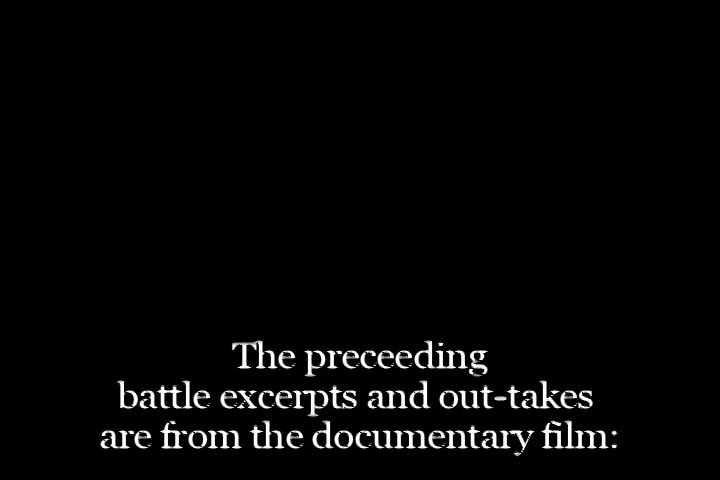 The preceeding
battle excerpts and out-takes
are from the documentary film: